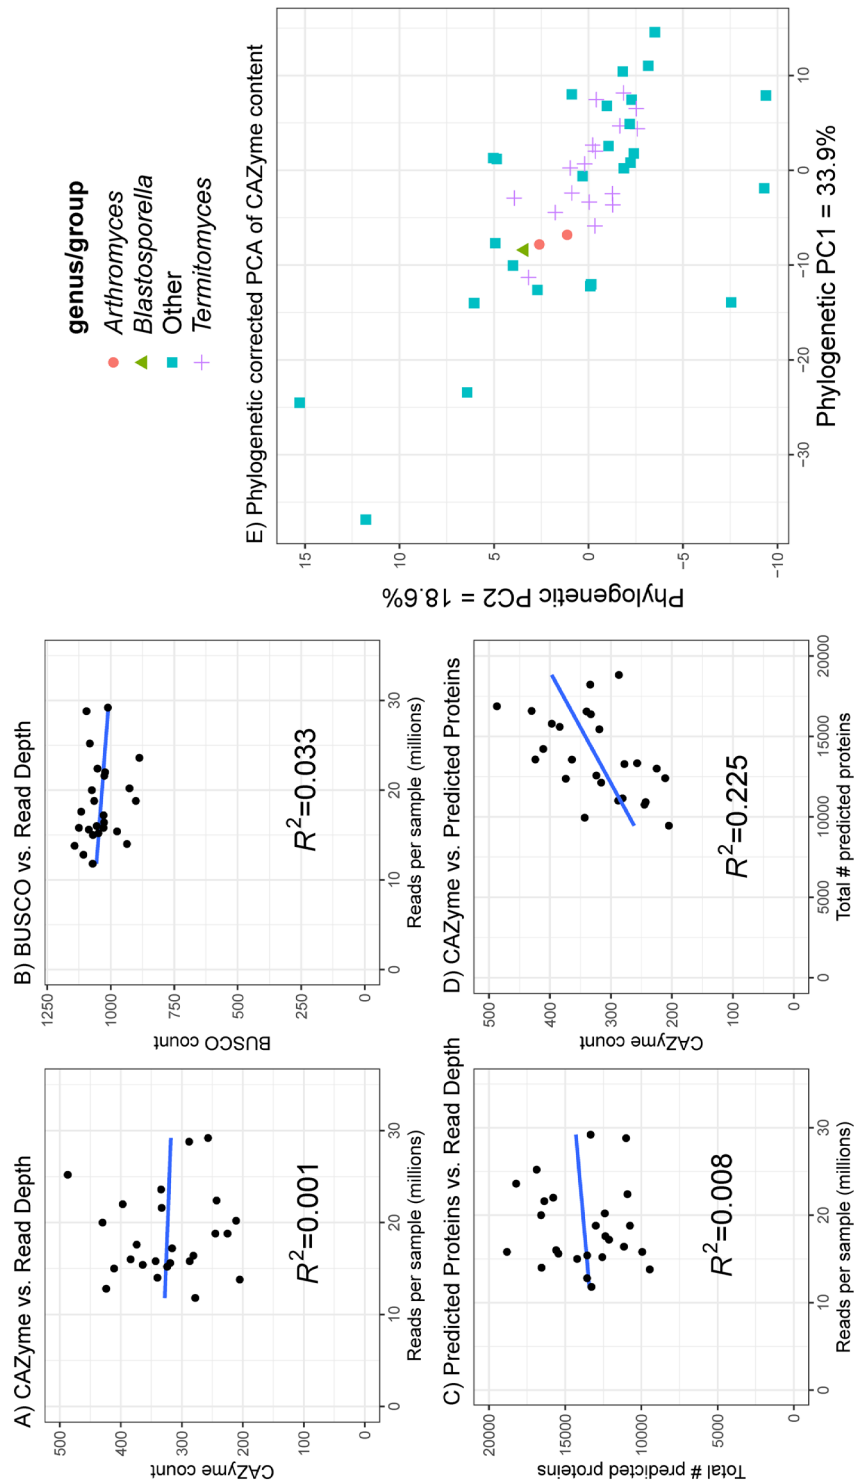 A) CAZyme vs. Read Depth
CAZyme count
500
400
300
200
100
0
R²=0.001
0
10
20
30
Reads per sample (millions)
B) BUSCO vs. Read Depth
BUSCO count
1250
1000
750
500
250
0
R²=0.033
0
10
20
30
Reads per sample (millions)
C) Predicted Proteins vs. Read Depth
Total # predicted proteins
20000
15000
10000
5000
0
R²=0.008
0
10
20
30
Reads per sample (millions)
D) CAZyme vs. Predicted Proteins
CAZyme count
500
400
300
200
100
0
R²=0.225
0
5000
10000
15000
20000
Total # predicted proteins
genus/group
Arthromyces
Blastosporella
Other
Termitomyces
E) Phylogenetic corrected PCA of CAZyme content
Phylogenetic PC2 = 18.6%
15
10
5
0
−5
−10
−30
−20
−10
0
10
Phylogenetic PC1 = 33.9%